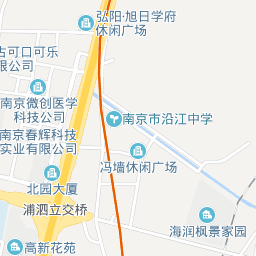 弘阳·旭日学府
休闲广场
古可口可乐
限公司
南京微创医学
科技公司
南京市沿江中学
南京春辉科技
实业有限公司
冯墙休闲广场
北园大厦
浦泗立交桥
海润枫景家园
高新花苑